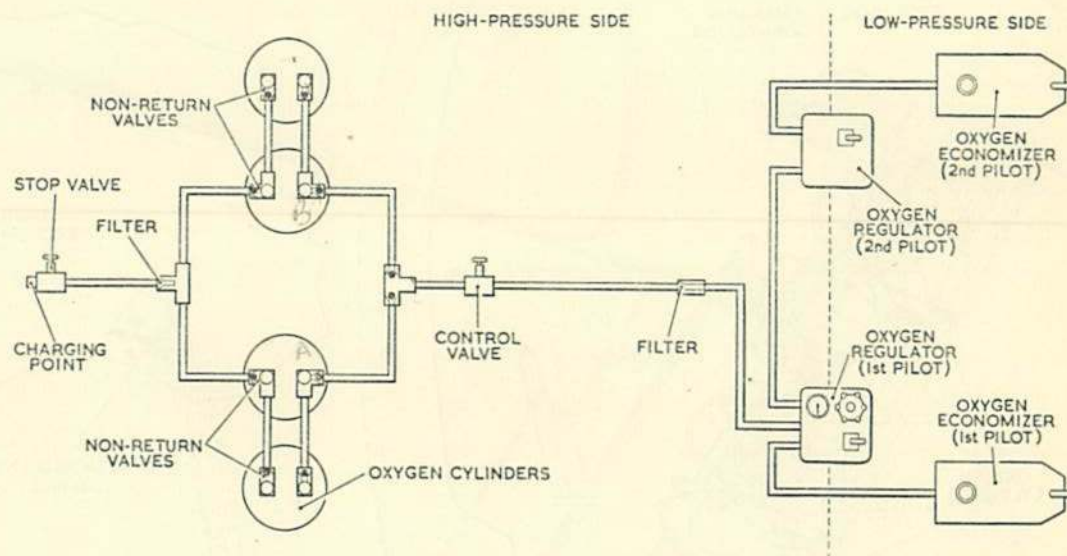 HIGH-PRESSURE SIDE
LOW-PRESSURE SIDE
NON-RETURN
VALVES
OXYGEN
ECONOMIZER
(2nd PILOT)
STOP VALVE
B
FILTER
OXYGEN
REGULATOR
(2nd PILOT)
CHARGING
POINT
A
CONTROL
VALVE
FILTER
OXYGEN
REGULATOR
(1st PILOT)
OXYGEN
ECONOMIZER
(1st PILOT)
NON-RETURN
VALVES
OXYGEN CYLINDERS